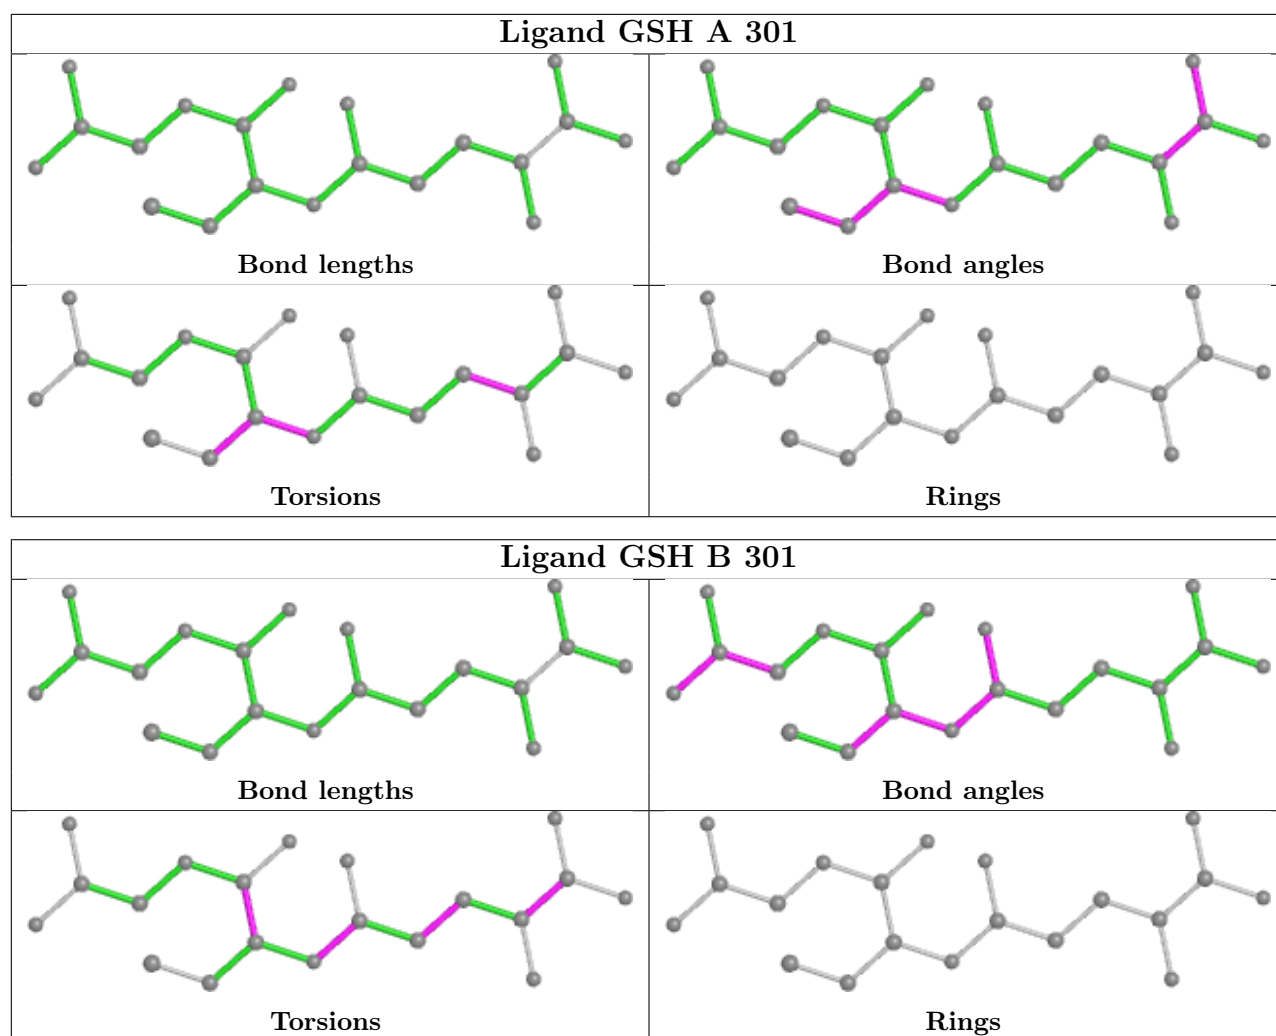 Ligand GSH A 301
Bond lengths
Bond angles
Torsions
Rings
Ligand GSH B 301
Bond lengths
Bond angles
Torsions
Rings